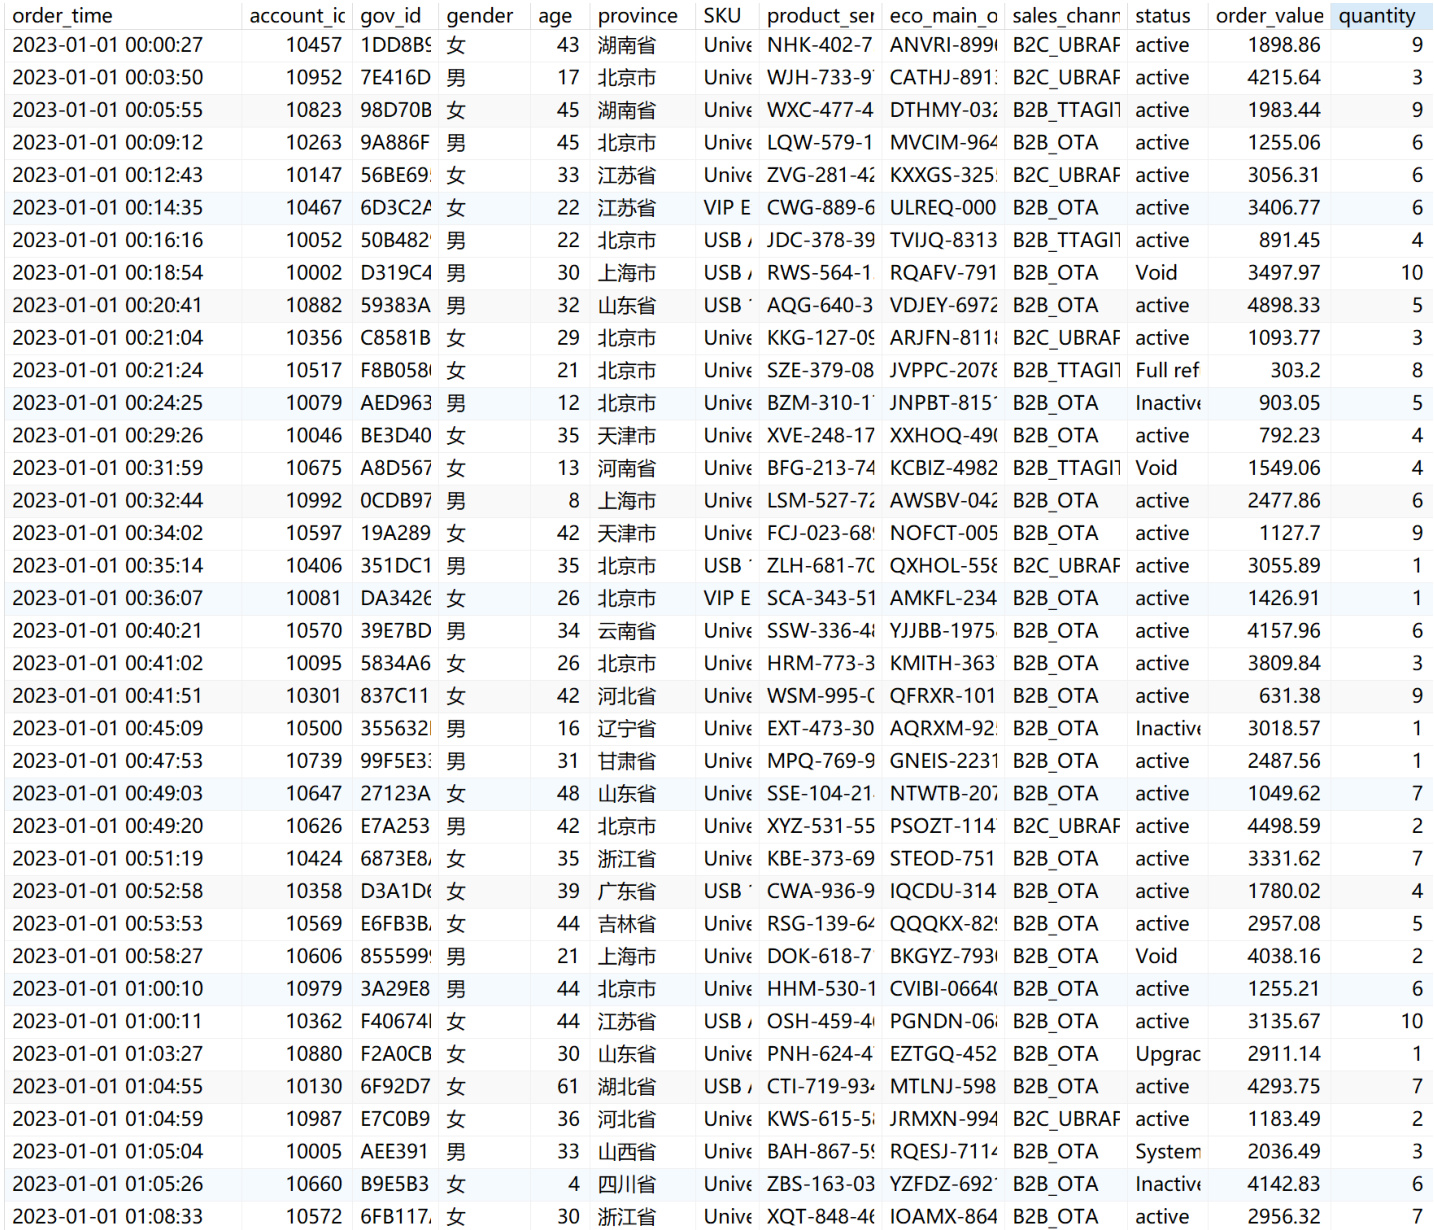 order_time account_ic gov_id gender age province SKU product_ser eco_main_o sales_chann status order_value quantity
2023-01-01 00:00:27 10457 1DD8B9 女 43 湖南省 Unive NHK-402-7 ANVRI-8996 B2C_UBRAF active 1898.86 9
2023-01-01 00:03:50 10952 7E416D 男 17 北京市 Unive WJH-733-97 CATHJ-8913 B2C_UBRAF active 4215.64 3
2023-01-01 00:05:55 10823 98D70B 女 45 湖南省 Unive WXC-477-4 DTHMY-032 B2B_TTAGIT active 1983.44 9
2023-01-01 00:09:12 10263 9A886F 男 45 北京市 Unive LQW-579-1 MVCIM-964 B2B_OTA active 1255.06 6
2023-01-01 00:12:43 10147 56BE69 女 33 江苏省 Unive ZVG-281-42 KXXGS-325 B2C_UBRAF active 3056.31 6
2023-01-01 00:14:35 10467 6D3C2A 女 22 江苏省 VIP E CWG-889-6 ULREQ-000 B2B_OTA active 3406.77 6
2023-01-01 00:16:16 10052 50B482 男 22 北京市 USB JDC-378-39 TVIJQ-8313 B2B_TTAGIT active 891.45 4
2023-01-01 00:18:54 10002 D319C4 男 30 上海市 USB RWS-564-1 RQAFV-791 B2B_OTA Void 3497.97 10
2023-01-01 00:20:41 10882 59383A 男 32 山东省 USB AQG-640-3 VDJEY-6972 B2B_OTA active 4898.33 5
2023-01-01 00:21:04 10356 C8581B 女 29 北京市 Unive KKG-127-09 ARJFN-8118 B2C_UBRAF active 1093.77 3
2023-01-01 00:21:24 10517 F8B058 女 21 北京市 Unive SZE-379-08 JVPPC-2078 B2B_TTAGIT Full ref 303.2 8
2023-01-01 00:24:25 10079 AED963 男 12 北京市 Unive BZM-310-1 JNPBT-815 B2B_OTA Inactive 903.05 5
2023-01-01 00:29:26 10046 BE3D40 女 35 天津市 Unive XVE-248-17 XXHOQ-490 B2B_OTA active 792.23 4
2023-01-01 00:31:59 10675 A8D567 女 13 河南省 Unive BFG-213-74 KCBIZ-4982 B2B_TTAGIT Void 1549.06 4
2023-01-01 00:32:44 10992 0CDB97 男 8 上海市 Unive LSM-527-72 AWSBV-042 B2B_OTA active 2477.86 6
2023-01-01 00:34:02 10597 19A289 女 42 天津市 Unive FCJ-023-689 NOFCT-005 B2B_OTA active 1127.7 9
2023-01-01 00:35:14 10406 351DC1 男 35 北京市 USB ZLH-681-70 QXHOL-558 B2C_UBRAF active 3055.89 1
2023-01-01 00:36:07 10081 DA3426 女 26 北京市 VIP E SCA-343-51 AMKFL-234 B2B_OTA active 1426.91 1
2023-01-01 00:40:21 10570 39E7BD 男 34 云南省 Unive SSW-336-48 YJJBB-1975 B2B_OTA active 4157.96 6
2023-01-01 00:41:02 10095 5834A6 女 26 北京市 Unive HRM-773-3 KMITH-363 B2B_OTA active 3809.84 3
2023-01-01 00:41:51 10301 837C11 女 42 河北省 Unive WSM-995-0 QFRXR-101 B2B_OTA active 631.38 9
2023-01-01 00:45:09 10500 355632 男 16 辽宁省 Unive EXT-473-30 AQRXM-92 B2B_OTA Inactive 3018.57 1
2023-01-01 00:47:53 10739 99F5E3 男 31 甘肃省 Unive MPQ-769-9 GNEIS-2231 B2B_OTA active 2487.56 1
2023-01-01 00:49:03 10647 27123A 女 48 山东省 Unive SSE-104-21 NTWTB-207 B2B_OTA active 1049.62 7
2023-01-01 00:49:20 10626 E7A253 男 42 北京市 Unive XYZ-531-55 PSOZT-114 B2C_UBRAF active 4498.59 2
2023-01-01 00:51:19 10424 6873E8 女 35 浙江省 Unive KBE-373-69 STEOD-751 B2B_OTA active 3331.62 7
2023-01-01 00:52:58 10358 D3A1D6 女 39 广东省 USB CWA-936-9 IQCDU-314 B2B_OTA active 1780.02 4
2023-01-01 00:53:53 10569 E6FB3B 女 44 吉林省 Unive RSG-139-64 QQQKX-829 B2B_OTA active 2957.08 5
2023-01-01 00:58:27 10606 855599 男 21 上海市 Unive DOK-618-7 BKGYZ-793 B2B_OTA Void 4038.16 2
2023-01-01 01:00:10 10979 3A29E8 男 44 北京市 Unive HHM-530-1 CVIBI-0664 B2B_OTA active 1255.21 6
2023-01-01 01:00:11 10362 F40674 女 44 江苏省 USB OSH-459-4 PGNDN-068 B2B_OTA active 3135.67 10
2023-01-01 01:03:27 10880 F2A0CB 女 30 山东省 Unive PNH-624-4 EZTGQ-452 B2B_OTA Upgrac 2911.14 1
2023-01-01 01:04:55 10130 6F92D7 女 61 湖北省 USB CTI-719-934 MTLNJ-598 B2B_OTA active 4293.75 7
2023-01-01 01:04:59 10987 E7C0B9 女 36 河北省 Unive KWS-615-58 JRMXN-994 B2C_UBRAF active 1183.49 2
2023-01-01 01:05:04 10005 AEE391 男 33 山西省 Unive BAH-867-59 RQESJ-7114 B2B_OTA System 2036.49 3
2023-01-01 01:05:26 10660 B9E5B3 女 4 四川省 Unive ZBS-163-03 YZFDZ-692 B2B_OTA Inactive 4142.83 6
2023-01-01 01:08:33 10572 6FB117 女 30 浙江省 Unive XQT-848-46 IOAMX-864 B2B_OTA active 2956.32 7